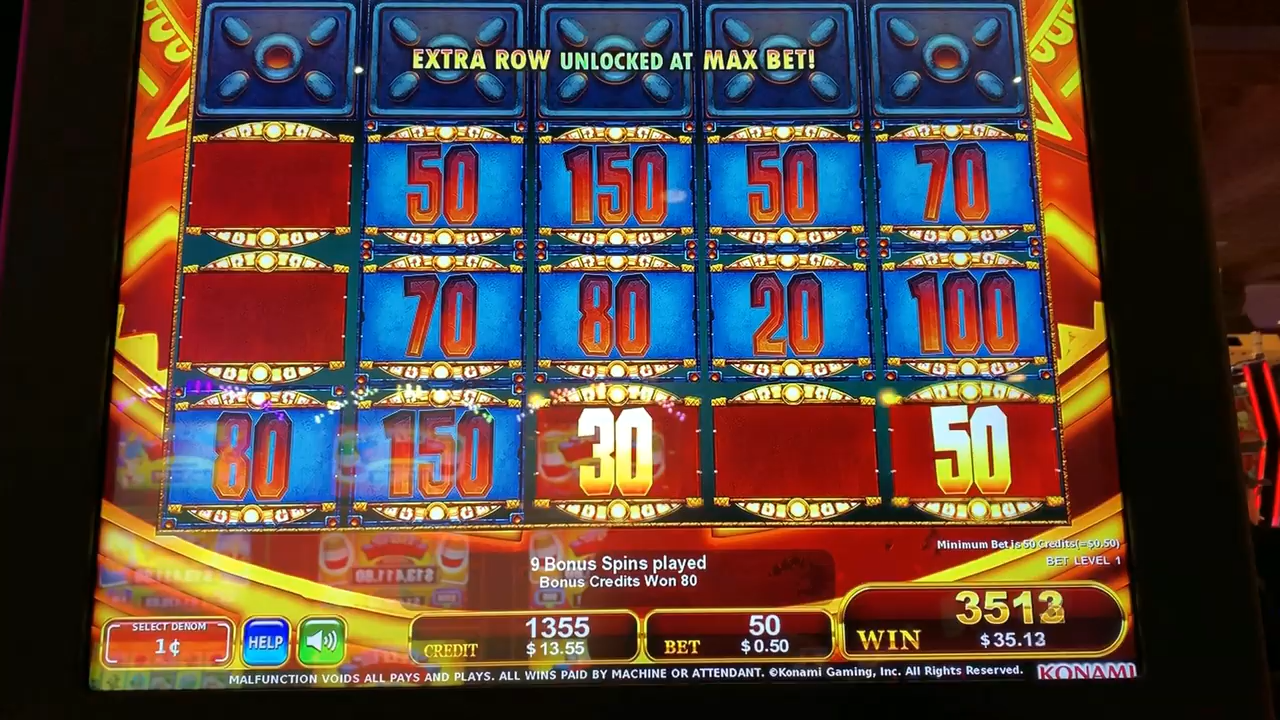 EXTRA ROW UNLOCKED AT MAX BET!
50 150 50 70
70 80 20 100
80 150 30 50
Minimum Bet is 50 Credits(=$0.50)
BET LEVEL 1
9 Bonus Spins played
Bonus Credits Won 80
SELECT DENOM
1¢
HELP
CREDIT 1355
$13.55
BET 50
$0.50
WIN 3513
$35.13
MALFUNCTION VOIDS ALL PAYS AND PLAYS. ALL WINS PAID BY MACHINE OR ATTENDANT. ©Konami Gaming, Inc. All Rights Reserved.
KONAMI